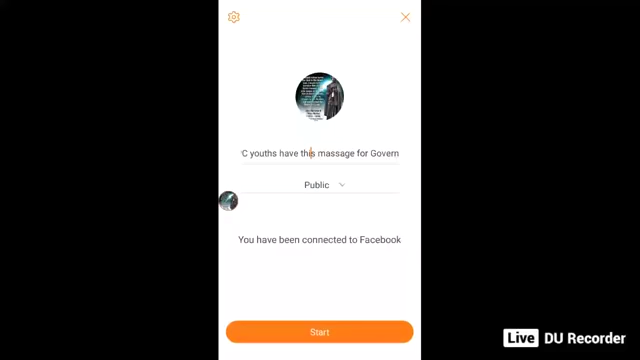 C youths have this massage for Govern
Public
You have been connected to Facebook
Start
Live DU Recorder